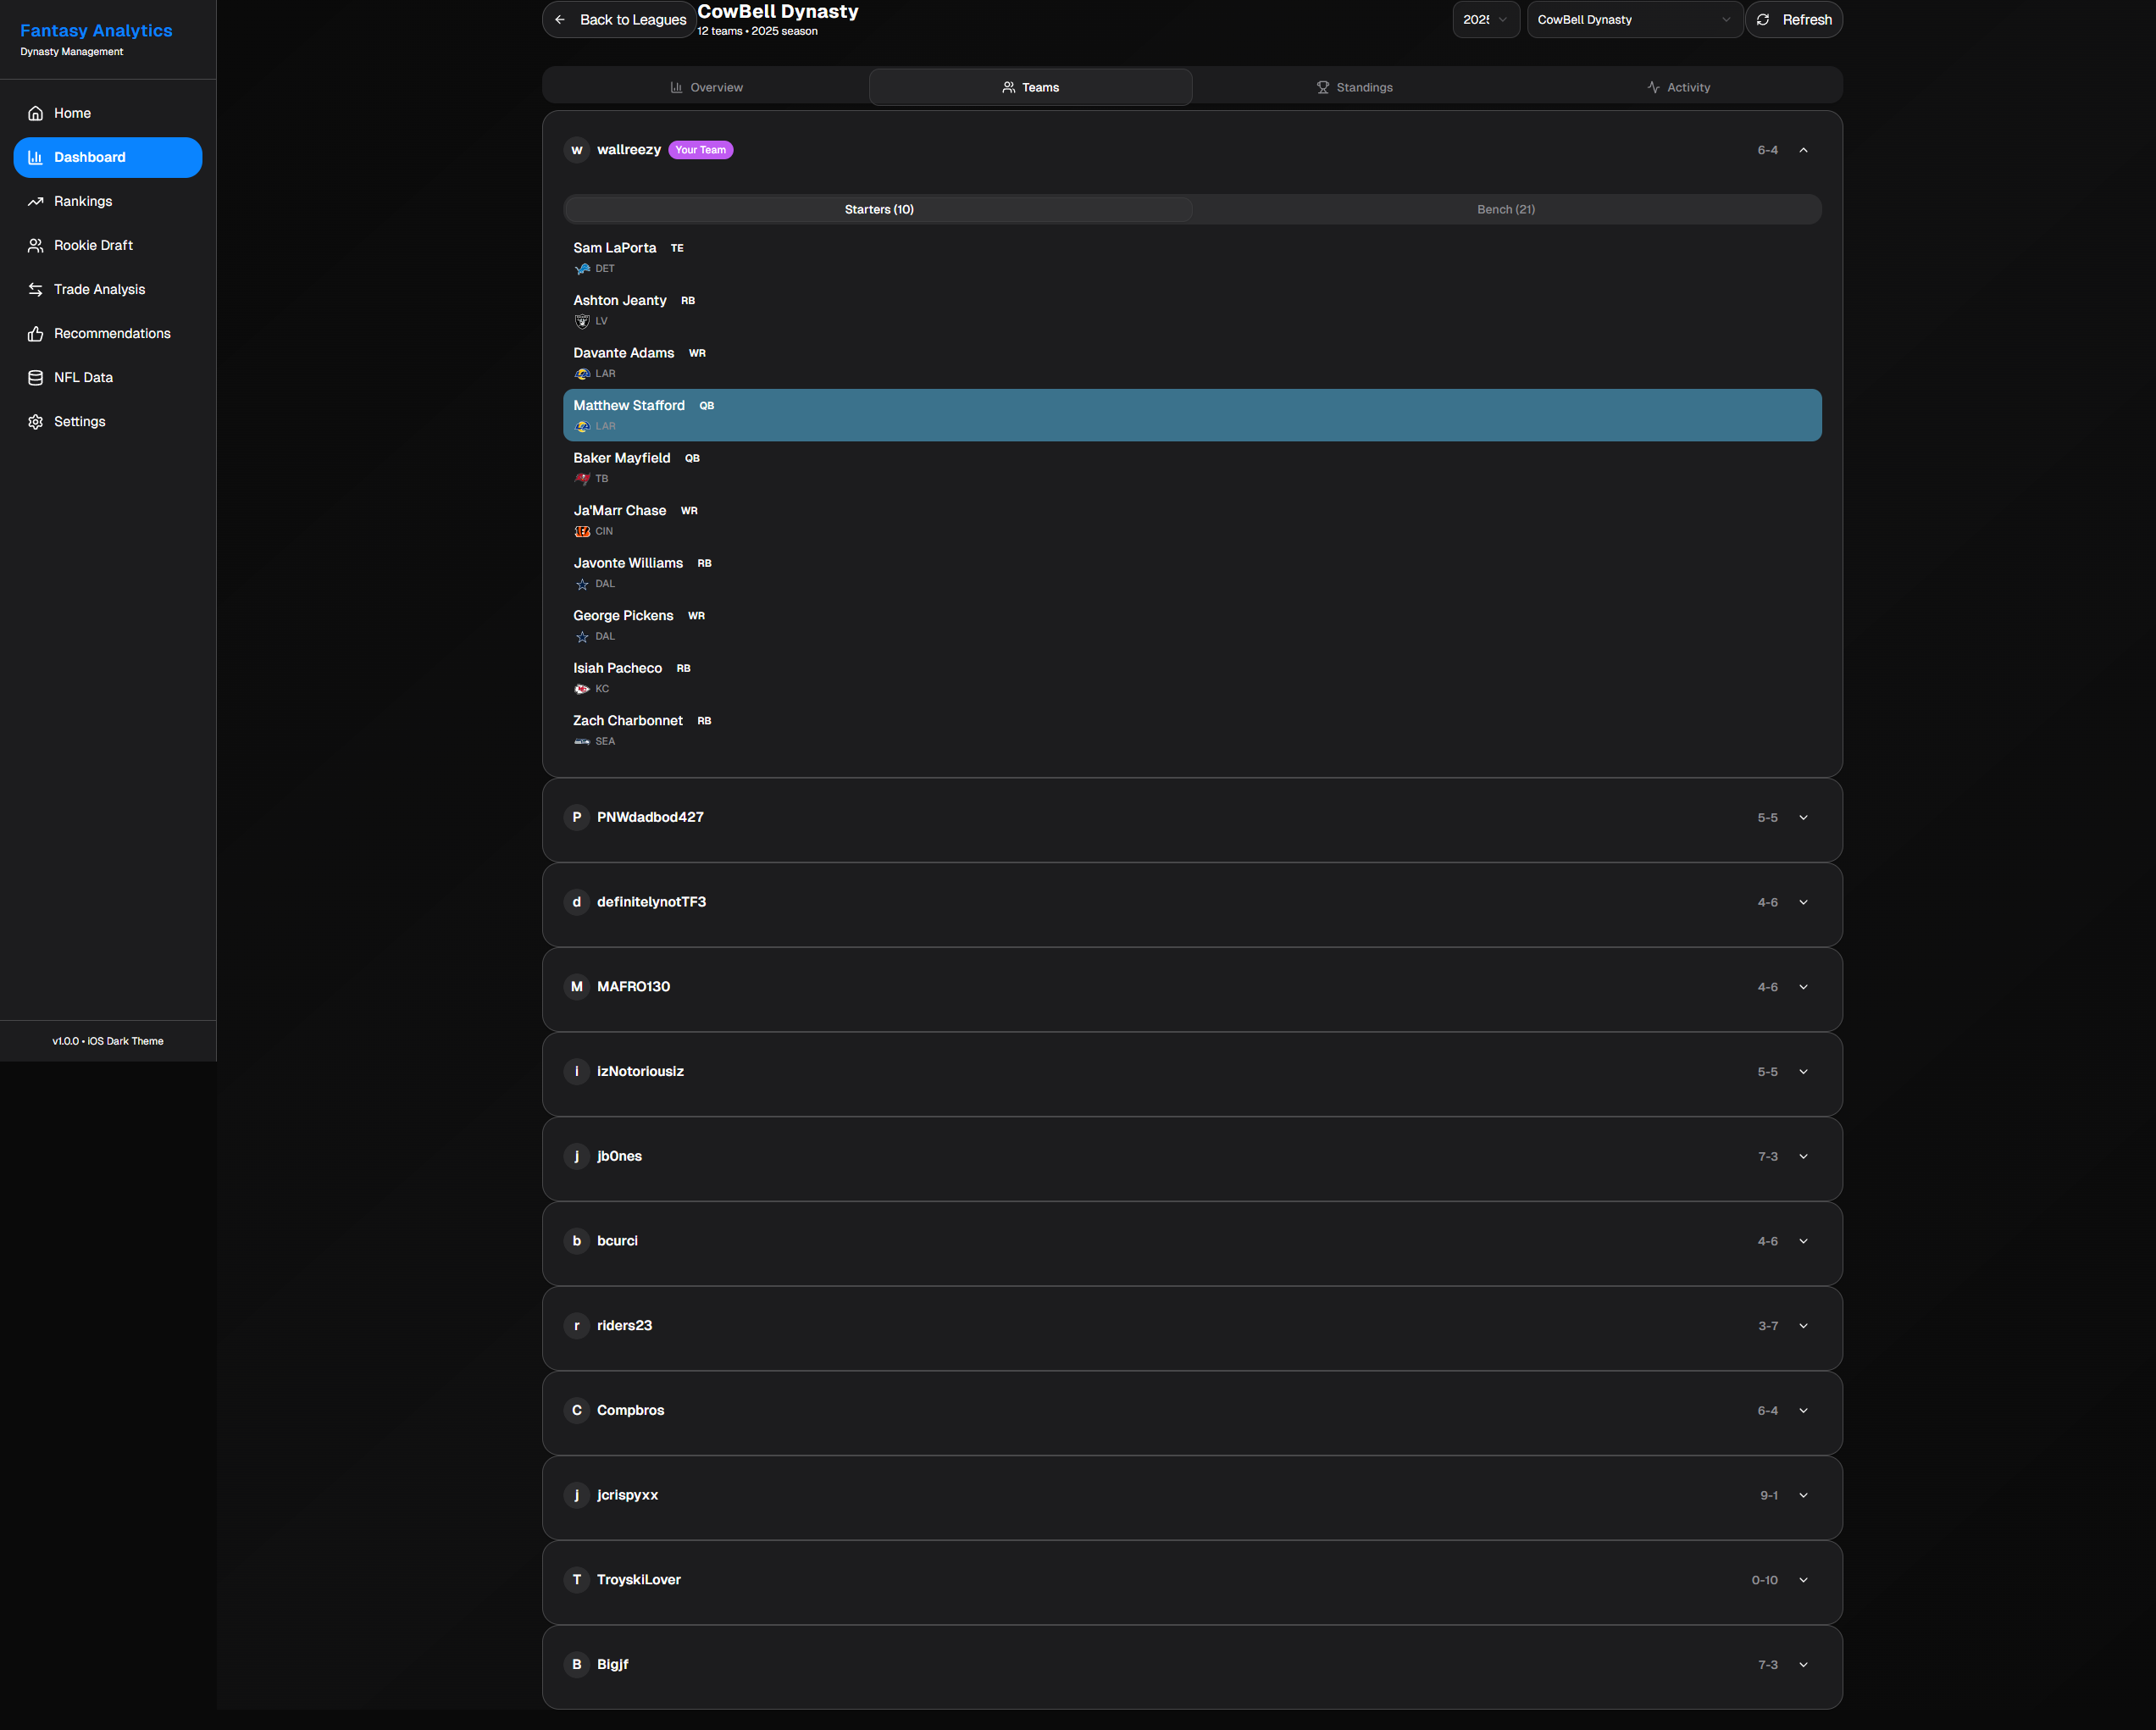 Fantasy Analytics
Dynasty Management
Home
Dashboard
Rankings
Rookie Draft
Trade Analysis
Recommendations
NFL Data
Settings
v1.0.0 • iOS Dark Theme
Back to Leagues
CowBell Dynasty
12 teams • 2025 season
2025
CowBell Dynasty
Refresh
Overview
Teams
Standings
Activity
w wallreezy Your Team 6-4
Starters (10)
Bench (21)
Sam LaPorta TE
DET
Ashton Jeanty RB
LV
Davante Adams WR
LAR
Matthew Stafford QB
LAR
Baker Mayfield QB
TB
Ja'Marr Chase WR
CIN
Javonte Williams RB
DAL
George Pickens WR
DAL
Isiah Pacheco RB
KC
Zach Charbonnet RB
SEA
P PNWdadbod427 5-5
d definitelynotTF3 4-6
M MAFRO130 4-6
i izNotoriousiz 5-5
j jb0nes 7-3
b bcurci 4-6
r riders23 3-7
C Compbros 6-4
j jcrispyxx 9-1
T TroyskiLover 0-10
B Bigjf 7-3